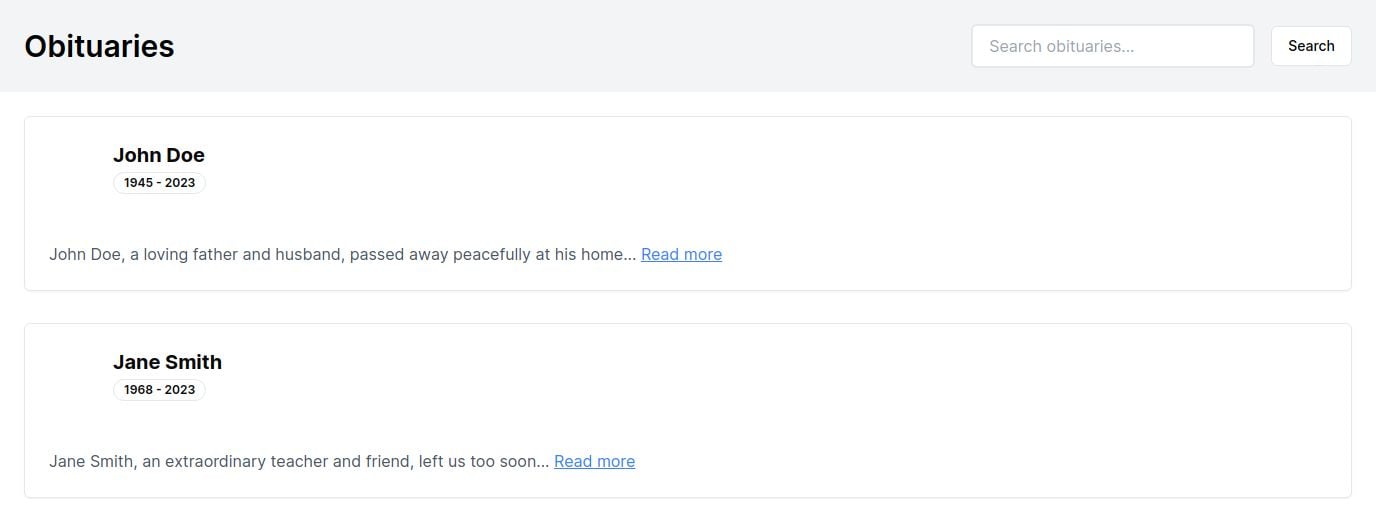 Obituaries
Search obituaries...
Search
John Doe
1945 - 2023
John Doe, a loving father and husband, passed away peacefully at his home... Read more
Jane Smith
1968 - 2023
Jane Smith, an extraordinary teacher and friend, left us too soon... Read more